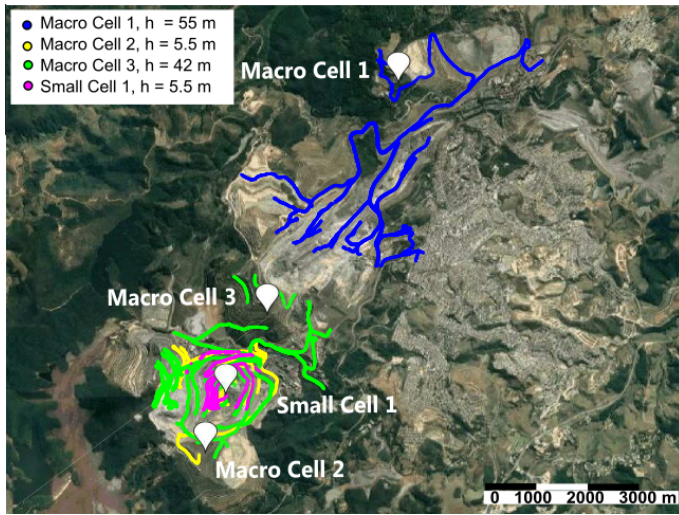 Macro Cell 1, h = 55 m
Macro Cell 2, h = 5.5 m
Macro Cell 3, h = 42 m
Small Cell 1, h = 5.5 m
Macro Cell 1
Macro Cell 3
Small Cell 1
Macro Cell 2
0 1000 2000 3000 m